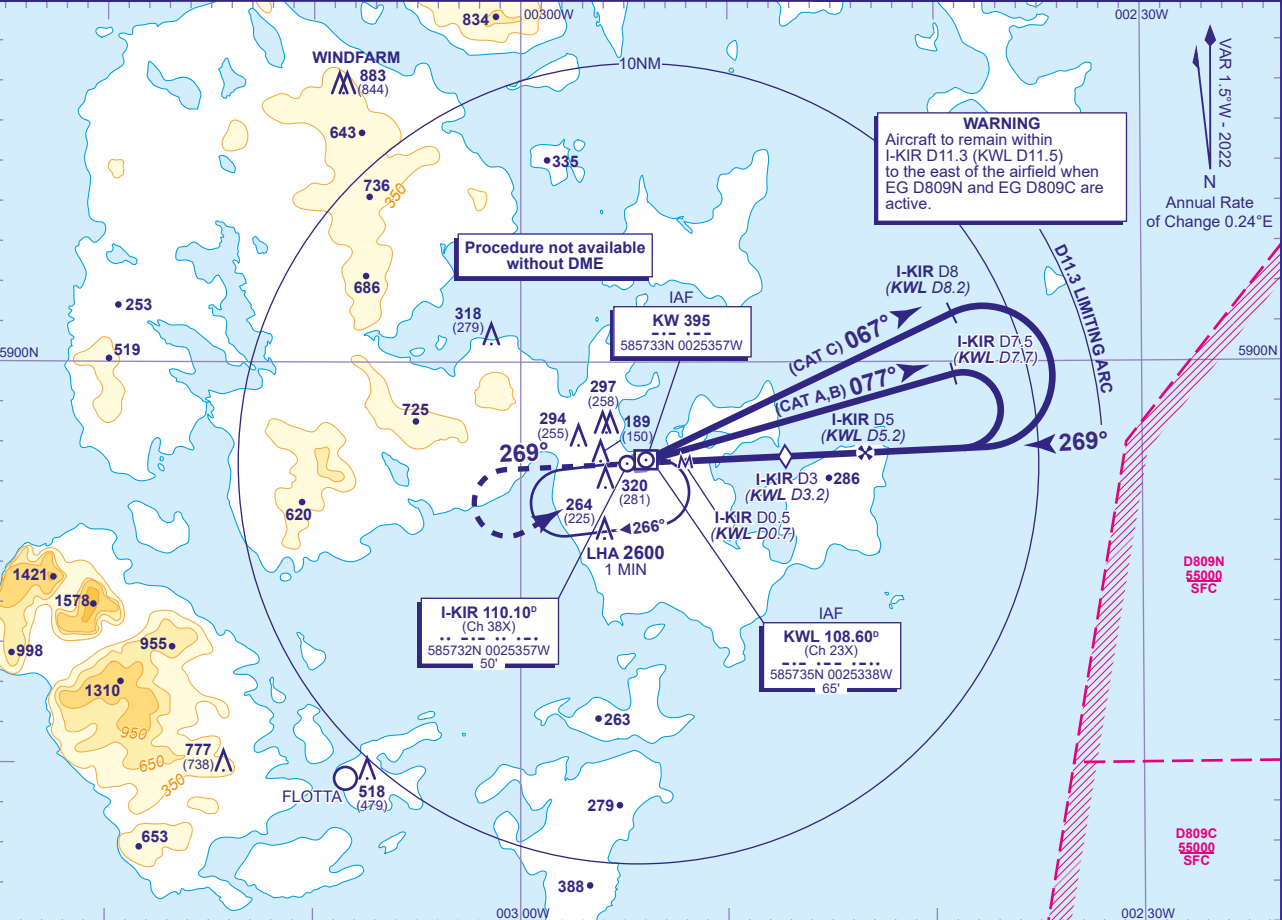 834
00300W
00230W
WINDFARM
883
(844)
10NM
VAR 1.5°W - 2022
N
Annual Rate
of Change 0.24°E
WARNING
Aircraft to remain within
I-KIR D11.3 (KWL D11.5)
to the east of the airfield when
EG D809N and EG D809C are
active.
643
335
736
350
Procedure not available
without DME
686
I-KIR D8
(KWL D8.2)
D11.3 LIMITING ARC
253
318
(279)
IAF
KW 395
585733N 0025357W
519
5900N
5900N
(CAT C) 067°
I-KIR D7.5
(KWL D7.7)
(CAT A,B) 077°
297
(258)
725
294
(255)
189
(150)
I-KIR D5
(KWL D5.2)
269°
269°
M
I-KIR D3
(KWL D3.2)
286
320
(281)
264
(225)
620
I-KIR D0.5
(KWL D0.7)
266°
LHA 2600
1 MIN
1421
1578
D809N
55000
SFC
I-KIR 110.10D
(Ch 38X)
585732N 0025357W
50'
IAF
KWL 108.60D
(Ch 23X)
585735N 0025338W
65'
998
955
1310
263
950
777
(738)
650
350
FLOTTA
518
(479)
279
653
D809C
55000
SFC
388
00300W
00230W